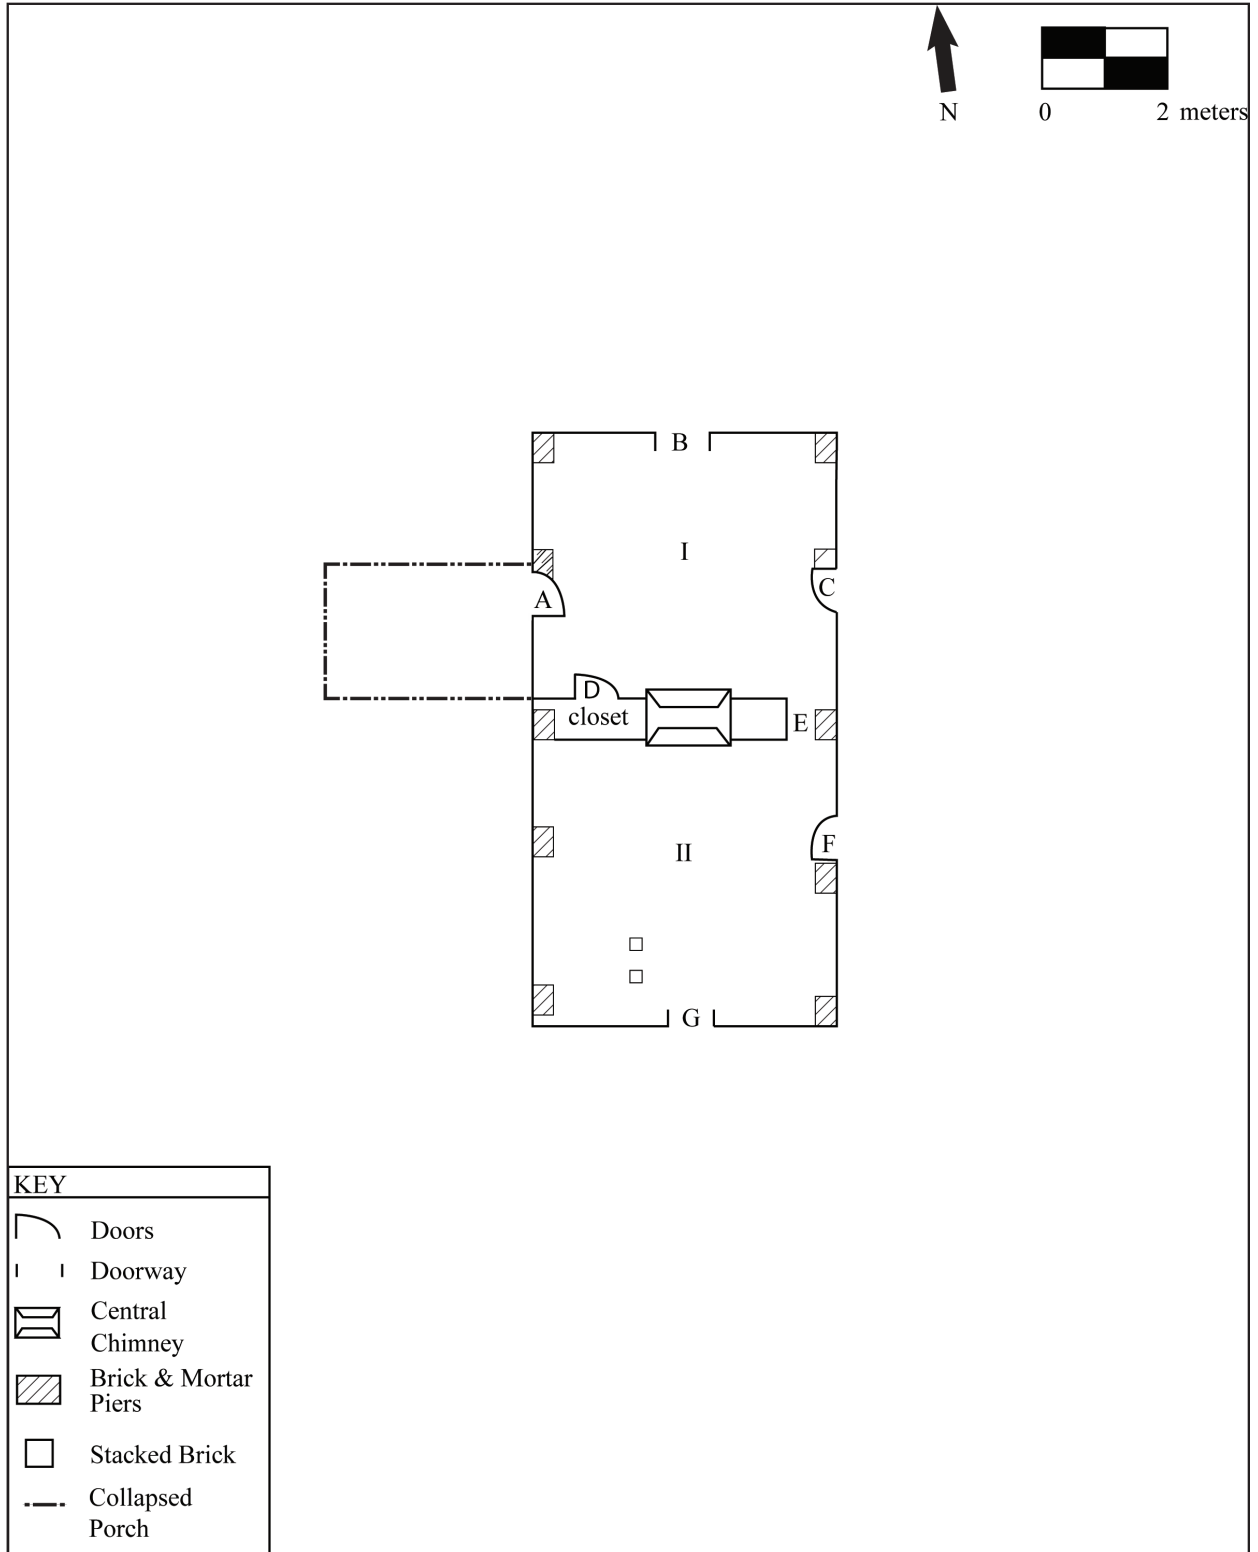 N
0 2 meters
B
I
C
A
D
closet
E
F
II
G
KEY
Doors
Doorway
Central
Chimney
Brick & Mortar
Piers
Stacked Brick
Collapsed
Porch